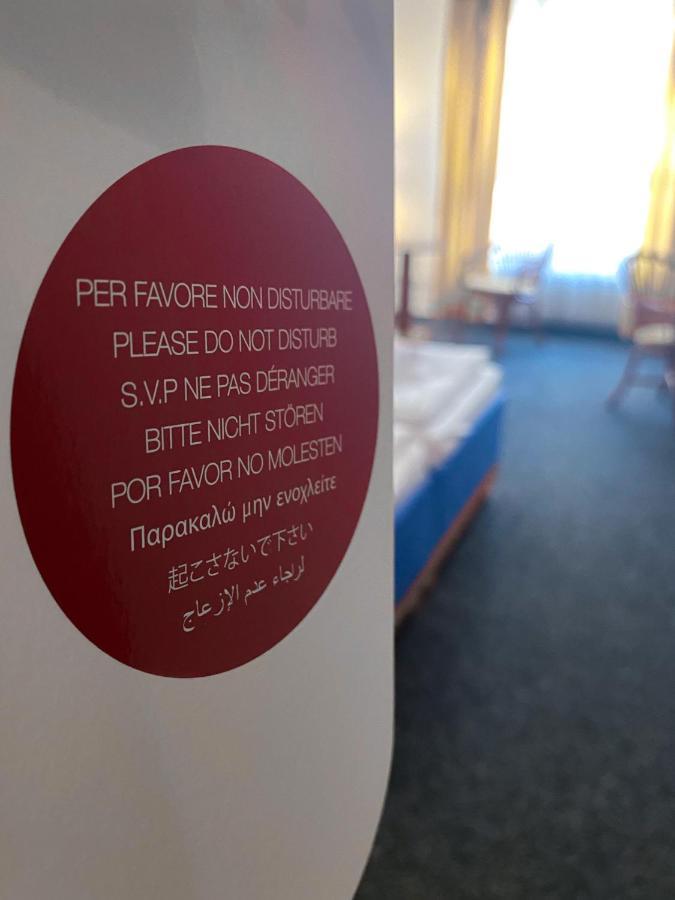 PER FAVORE NON DISTURBARE
PLEASE DO NOT DISTURB
S.V.P NE PAS DÉRANGER
BITTE NICHT STÖREN
POR FAVOR NO MOLESTEN
Παρακαλώ μην ενοχλείτε
起こさないで下さい
لرجاء عدم الإزعاج